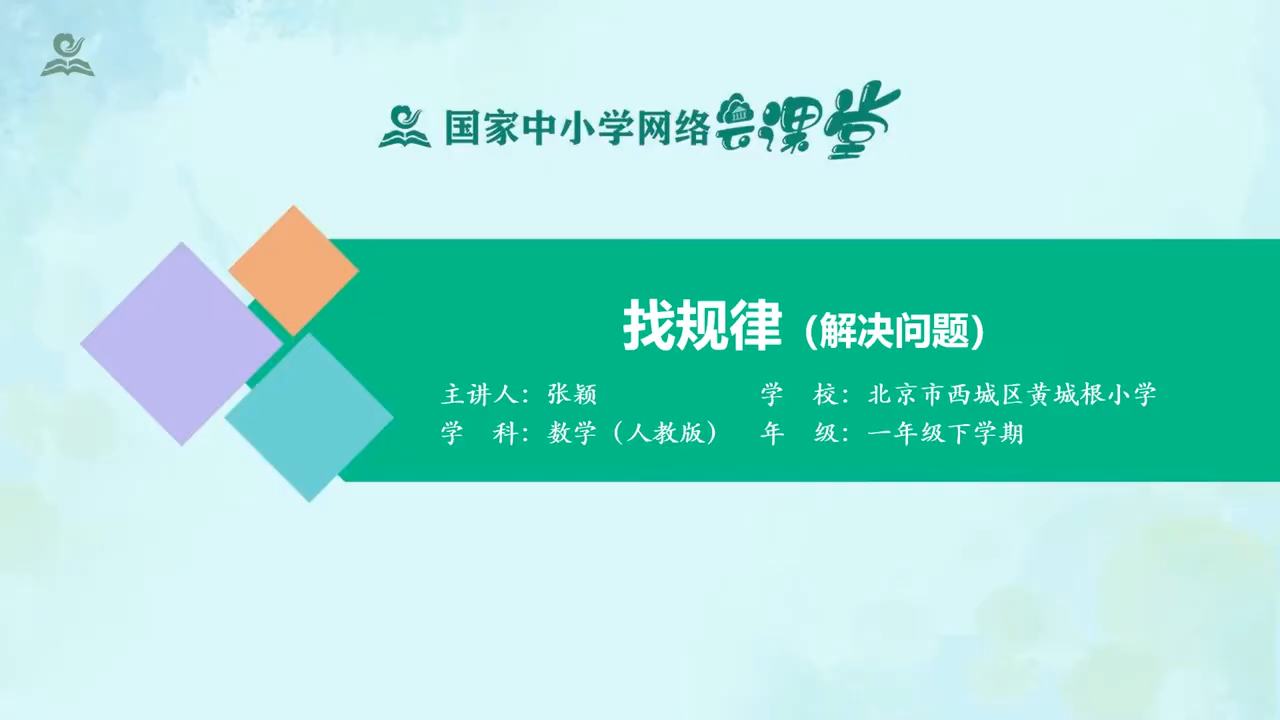 国家中小学网络云课堂
找规律（解决问题）
主讲人：张颖 学 校：北京市西城区黄城根小学
学 科：数学（人教版） 年 级：一年级下学期